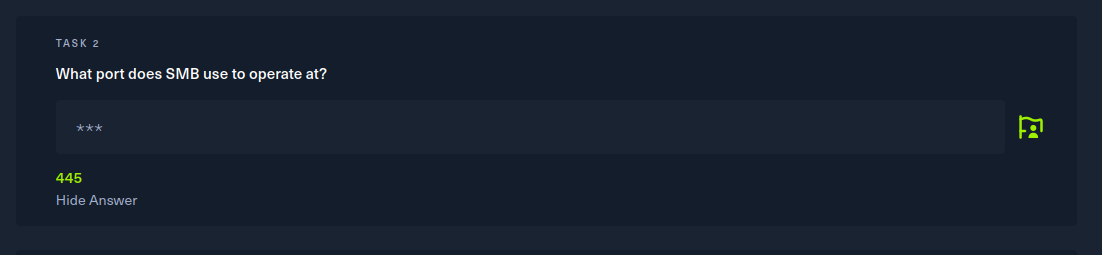 TASK 2
What port does SMB use to operate at?
***
445
Hide Answer